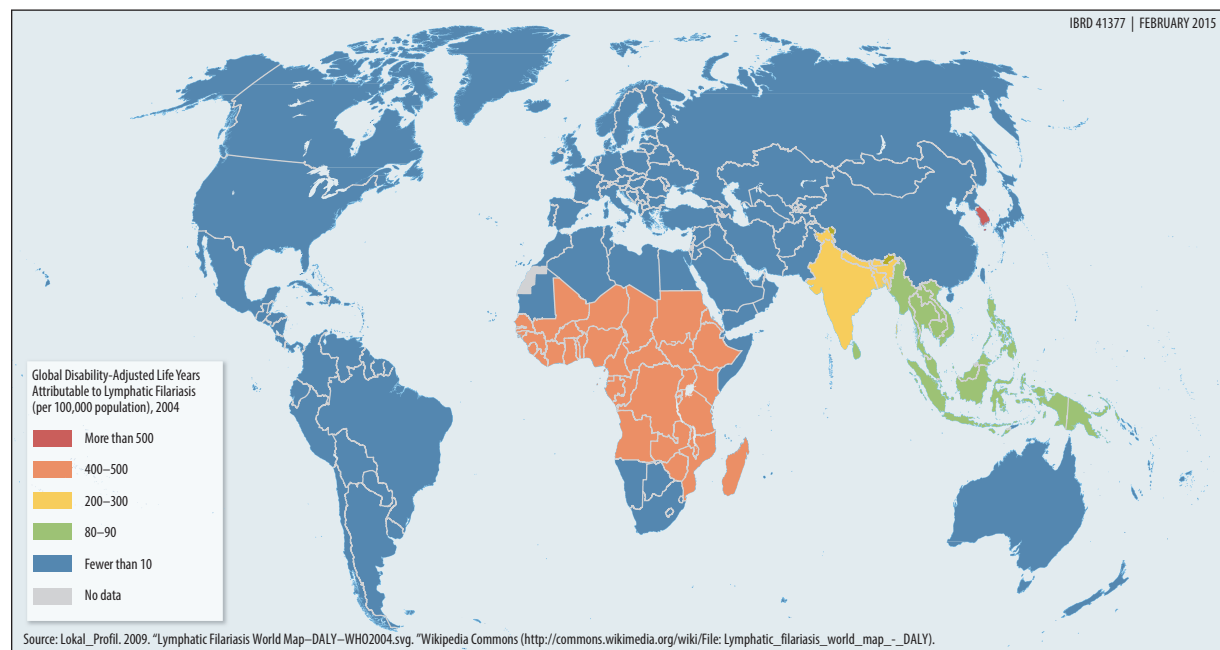 IBRD 41377 | FEBRUARY 2015
Global Disability-Adjusted Life Years
Attributable to Lymphatic Filariasis
(per 100,000 population), 2004
More than 500
400–500
200–300
80–90
Fewer than 10
No data
Source: Lokal_Profil. 2009. “Lymphatic Filariasis World Map–DALY–WHO2004.svg. ”Wikipedia Commons (http://commons.wikimedia.org/wiki/File: Lymphatic_filariasis_world_map_-_DALY).